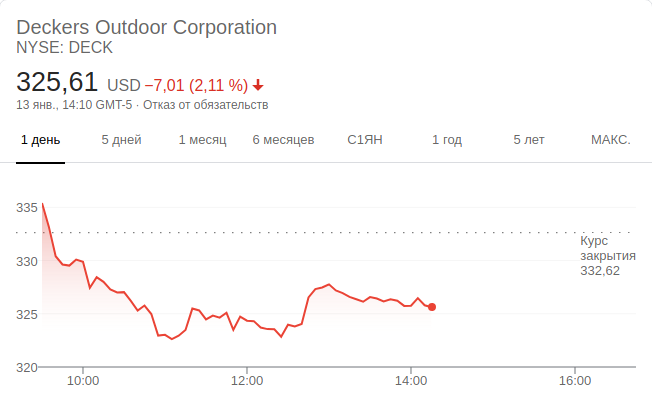 Deckers Outdoor Corporation
NYSE: DECK
325,61 USD −7,01 (2,11 %)
13 янв., 14:10 GMT-5 · Отказ от обязательств
1 день 5 дней 1 месяц 6 месяцев С1ЯН 1 год 5 лет МАКС.
335
330
325
320
Курс
закрытия
332,62
10:00 12:00 14:00 16:00